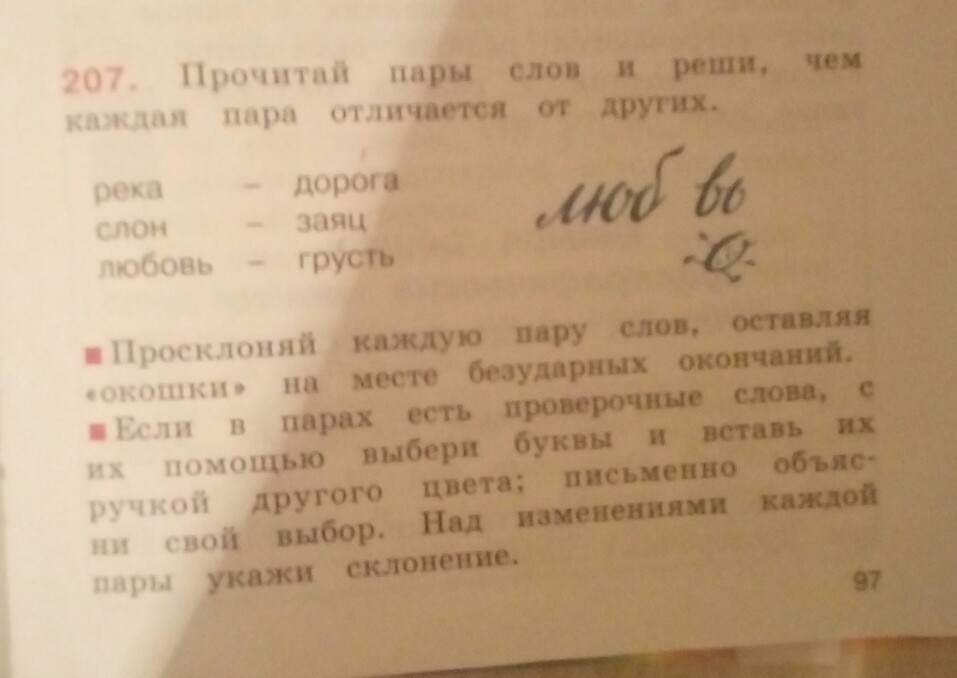 207. Прочитай пары слов и реши, чем
каждая пара отличается от других.
река – дорога
слон – заяц
любовь – грусть
люб вь
О
Просклоняй каждую пару слов, оставляя
«окошки» на месте безударных окончаний.
Если в парах есть проверочные слова, с
их помощью выбери буквы и вставь их
ручкой другого цвета; письменно объяс-
ни свой выбор. Над изменениями каждой
пары укажи склонение.
97